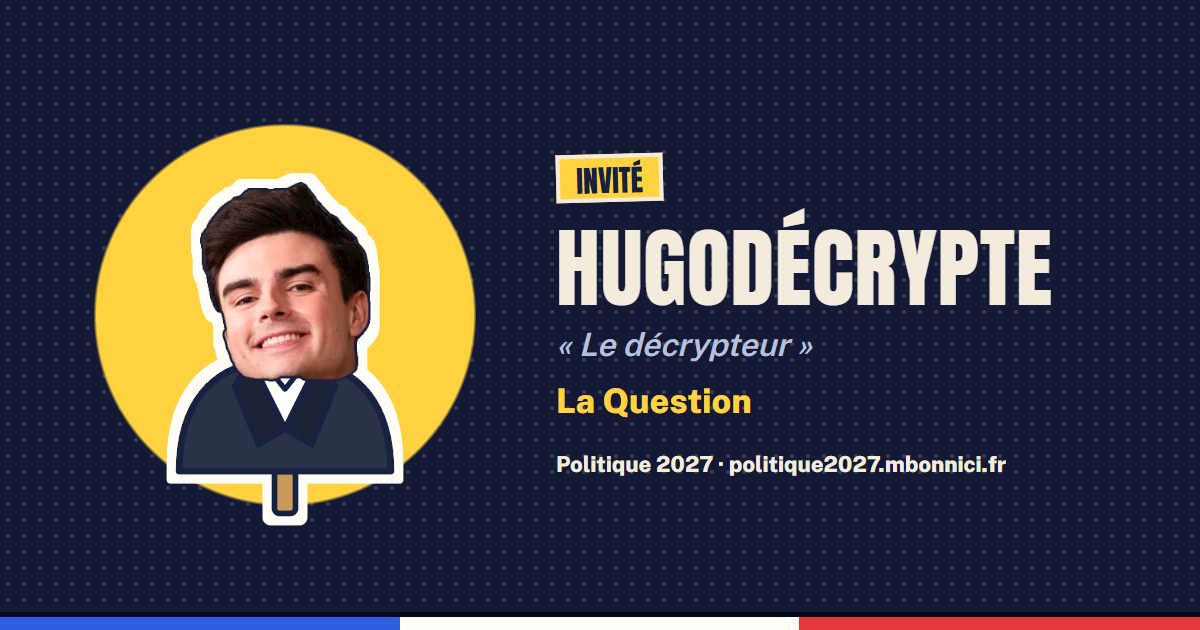 INVITÉ
HUGODÉCRYPTE
« Le décrypteur »
La Question
Politique 2027 · politique2027.mbonnici.fr